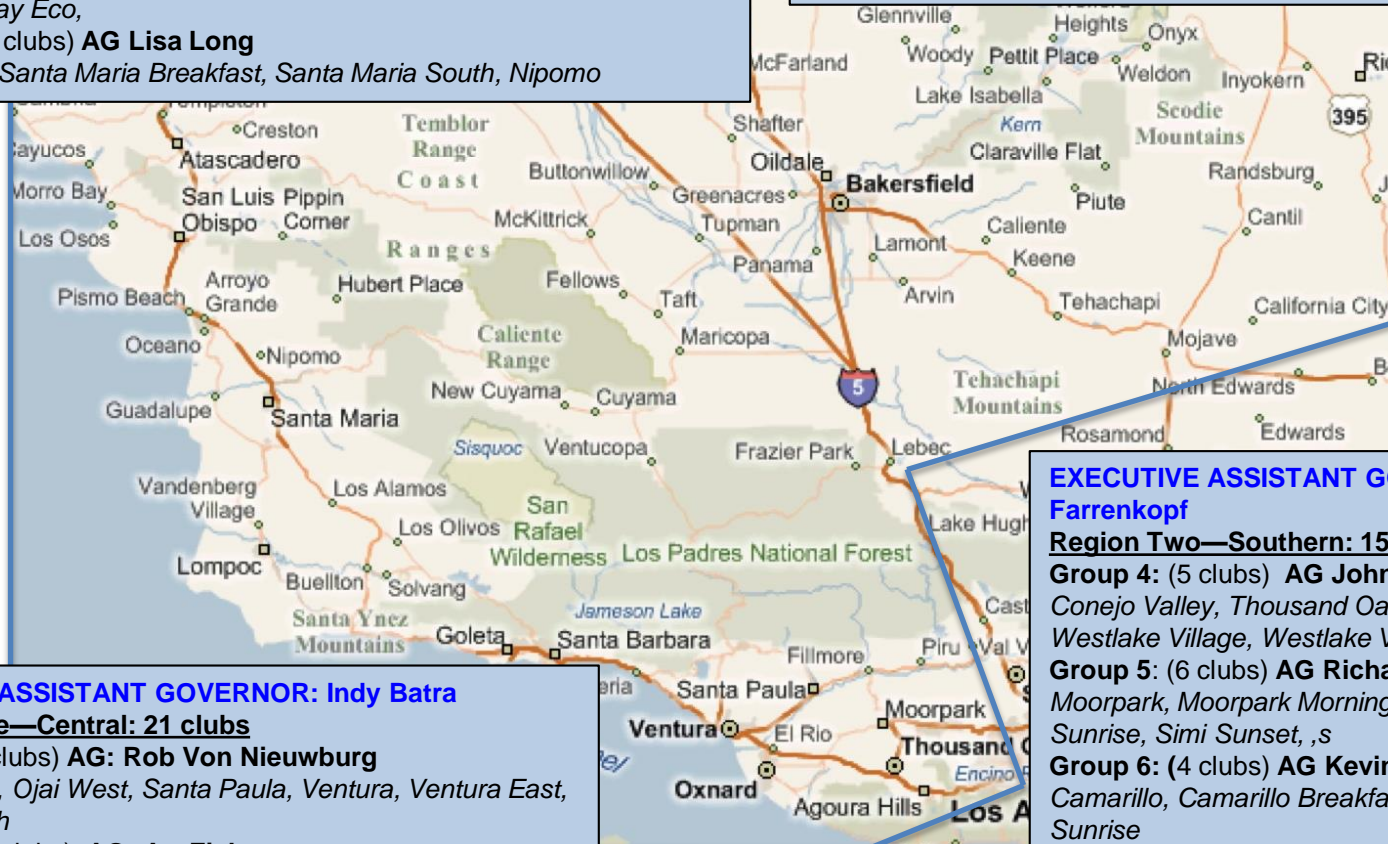 ay Eco,
clubs) AG Lisa Long
Santa Maria Breakfast, Santa Maria South, Nipomo
Glennville
Heights
Onyx
McFarland
Woody
Pettit Place
Weldon
Inyokern
Lake Isabella
Scodie
Mountains
395
Templeton
Creston
Temblor
Range
Shafter
Kern
Cayucos
Atascadero
Coast
Buttonwillow
Oildale
Claraville Flat
Randsburg
Morro Bay
San Luis
Obispo
Pippin
Corner
Greenacres
Bakersfield
Piute
Los Osos
McKittrick
Tupman
Lamont
Caliente
Cantil
Ranges
Panama
Keene
Arroyo
Grande
Hubert Place
Fellows
Taft
Arvin
Pismo Beach
Tehachapi
California City
Oceano
Nipomo
Caliente
Range
Maricopa
Mojave
5
Tehachapi
Mountains
North Edwards
Guadalupe
New Cuyama
Cuyama
Santa Maria
Rosamond
Edwards
Sisquoc
Ventucopa
Frazier Park
Lebec
Vandenberg
Village
Los Alamos
San
Rafael
Wilderness
Los Olivos
Los Padres National Forest
Lake Hugh
Lompoc
Buellton
Solvang
Santa Ynez
Mountains
Jameson Lake
Cast
Goleta
Santa Barbara
Fillmore
Piru
Val V
eria
Santa Paula
Moorpark
Ventura
El Rio
Thousand O
Encino
Oxnard
Agoura Hills
Los A
EXECUTIVE ASSISTANT GO
Farrenkopf
Region Two—Southern: 15
Group 4: (5 clubs) AG John
Conejo Valley, Thousand Oa
Westlake Village, Westlake V
Group 5: (6 clubs) AG Richa
Moorpark, Moorpark Morning
Sunrise, Simi Sunset, ,s
Group 6: (4 clubs) AG Kevin
Camarillo, Camarillo Breakfa
Sunrise
ASSISTANT GOVERNOR: Indy Batra
e—Central: 21 clubs
clubs) AG: Rob Von Nieuwburg
, Ojai West, Santa Paula, Ventura, Ventura East,
h